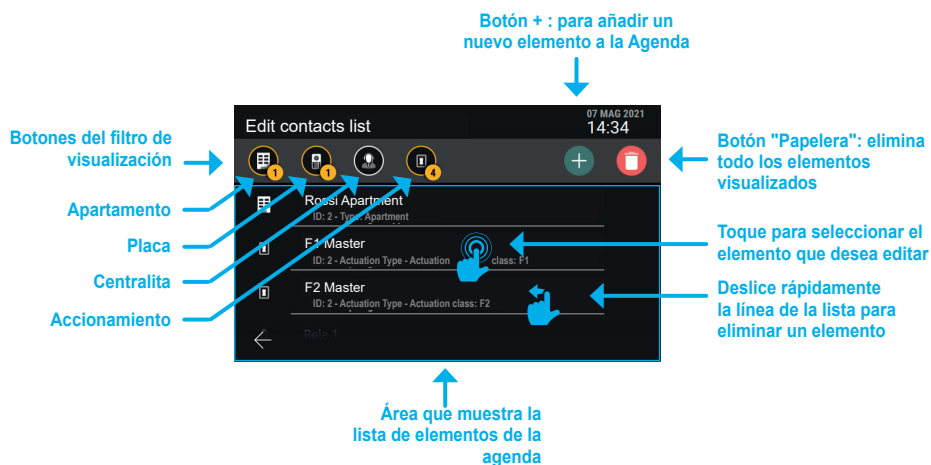 Botón + : para añadir un
nuevo elemento a la Agenda
07 MAG 2021
14:34
Edit contacts list
Botones del filtro de
visualización
1
1
4
Botón "Papelera": elimina
todo los elementos
visualizados
Apartamento
Placa
Centralita
Accionamiento
Rossi Apartment
ID: 2 - Type: Apartment
F1 Master
ID: 2 - Actuation Type - Actuation class: F1
F2 Master
ID: 2 - Actuation Type - Actuation class: F2
Rele 1
Toque para seleccionar el
elemento que desea editar
Deslice rápidamente
la línea de la lista para
eliminar un elemento
Área que muestra la
lista de elementos de la
agenda